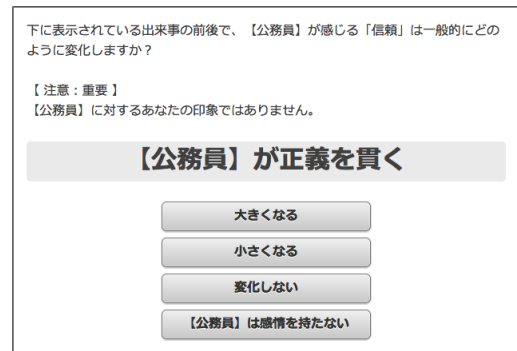 下に表示されている出来事の前後で、【公務員】が感じる「信頼」は一般的にどの
ように変化しますか？
【 注意：重要 】
【公務員】に対するあなたの印象ではありません。
【公務員】が正義を貫く
大きくなる
小さくなる
変化しない
【公務員】は感情を持たない